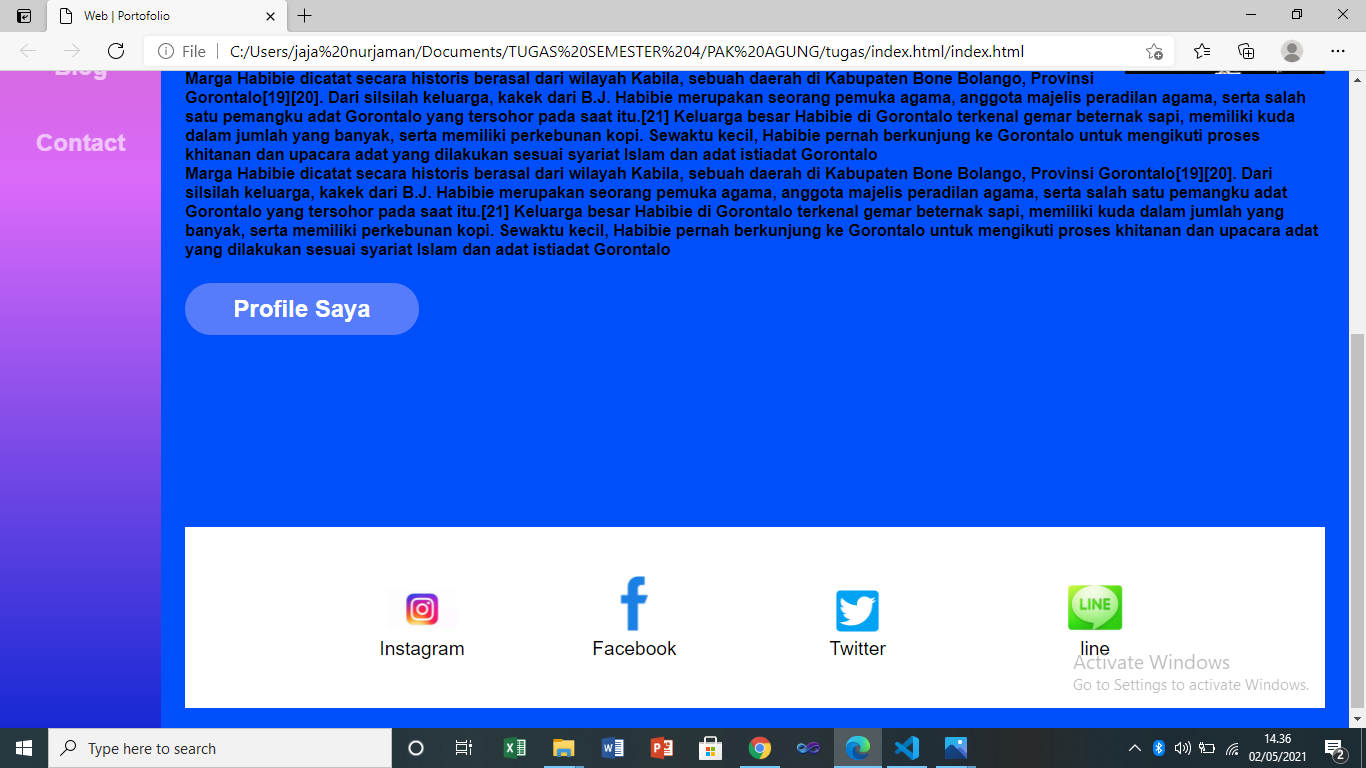 Web | Portofolio
File
C:/Users/jaja%20nurjaman/Documents/TUGAS%20SEMESTER%204/PAK%20AGUNG/tugas/index.html/index.html
Blog
Contact
Marga Habibie dicatat secara historis berasal dari wilayah Kabila, sebuah daerah di Kabupaten Bone Bolango, Provinsi
Gorontalo[19][20]. Dari silsilah keluarga, kakek dari B.J. Habibie merupakan seorang pemuka agama, anggota majelis peradilan agama, serta salah
satu pemangku adat Gorontalo yang tersohor pada saat itu.[21] Keluarga besar Habibie di Gorontalo terkenal gemar beternak sapi, memiliki kuda
dalam jumlah yang banyak, serta memiliki perkebunan kopi. Sewaktu kecil, Habibie pernah berkunjung ke Gorontalo untuk mengikuti proses
khitanan dan upacara adat yang dilakukan sesuai syariat Islam dan adat istiadat Gorontalo
Marga Habibie dicatat secara historis berasal dari wilayah Kabila, sebuah daerah di Kabupaten Bone Bolango, Provinsi Gorontalo[19][20]. Dari
silsilah keluarga, kakek dari B.J. Habibie merupakan seorang pemuka agama, anggota majelis peradilan agama, serta salah satu pemangku adat
Gorontalo yang tersohor pada saat itu.[21] Keluarga besar Habibie di Gorontalo terkenal gemar beternak sapi, memiliki kuda dalam jumlah yang
banyak, serta memiliki perkebunan kopi. Sewaktu kecil, Habibie pernah berkunjung ke Gorontalo untuk mengikuti proses khitanan dan upacara adat
yang dilakukan sesuai syariat Islam dan adat istiadat Gorontalo
Profile Saya
LINE
Instagram
Facebook
Twitter
line
Activate Windows
Go to Settings to activate Windows.
Type here to search
14.36
02/05/2021
2